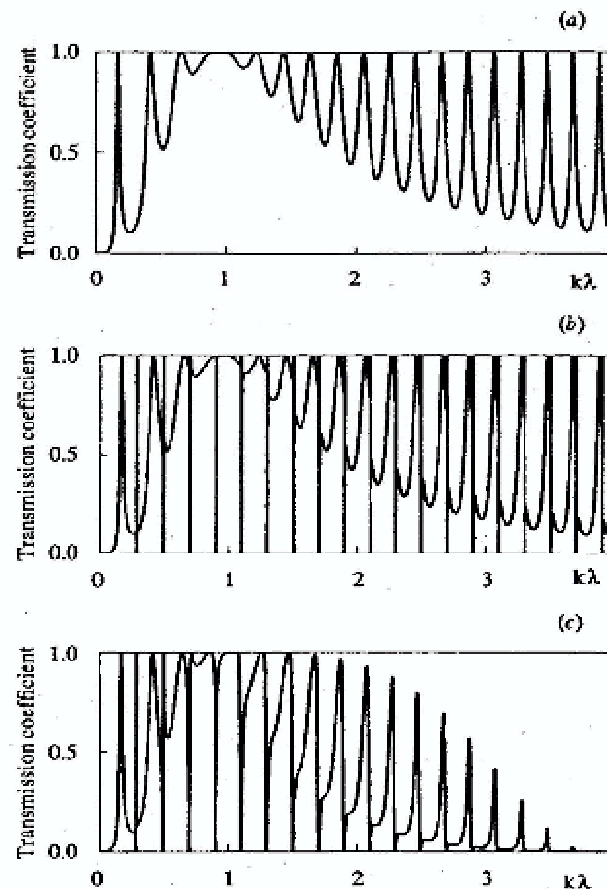 (a)
Transmission coefficient
1.0
0.5
0.0
0 1 2 3 kλ
(b)
Transmission coefficient
1.0
0.5
0.0
0 1 2 3 kλ
(c)
Transmission coefficient
1.0
0.5
0.0
0 1 2 3 kλ